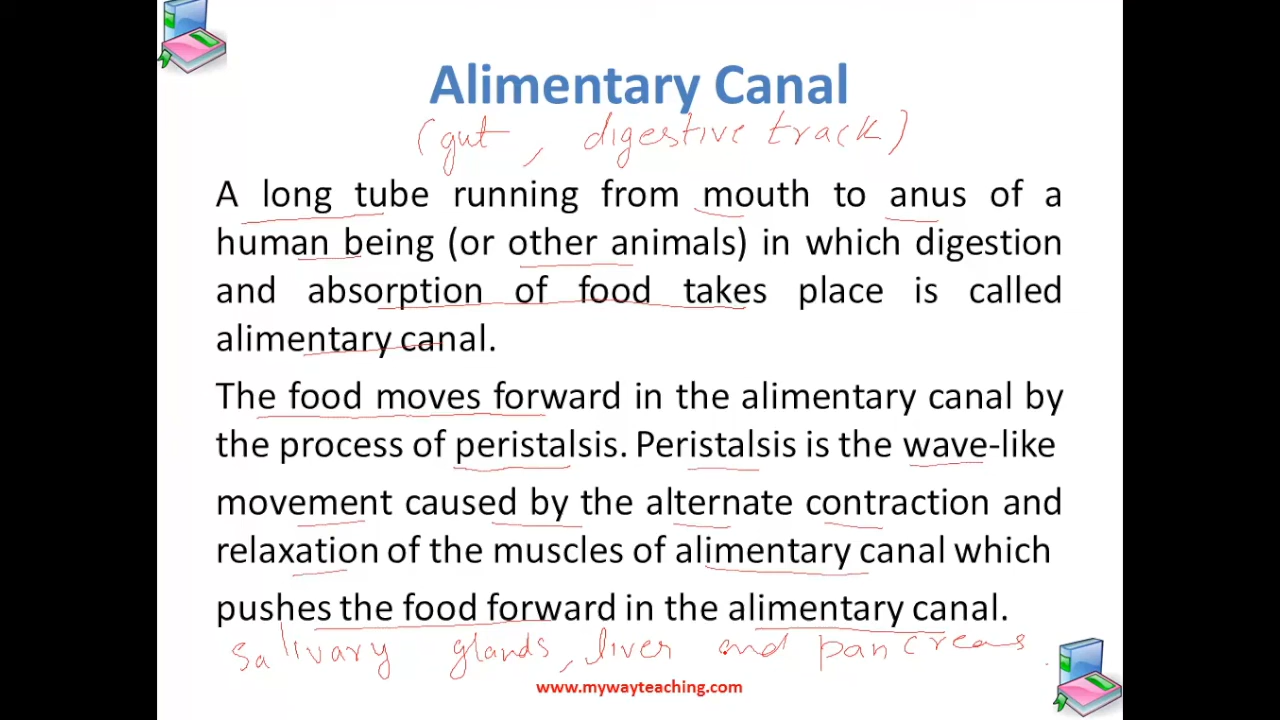 Alimentary Canal
(gut , digestive track)
A long tube running from mouth to anus of a
human being (or other animals) in which digestion
and absorption of food takes place is called
alimentary canal.
The food moves forward in the alimentary canal by
the process of peristalsis. Peristalsis is the wave-like
movement caused by the alternate contraction and
relaxation of the muscles of alimentary canal which
pushes the food forward in the alimentary canal.
salivary glands, liver and pancreas.
www.mywayteaching.com